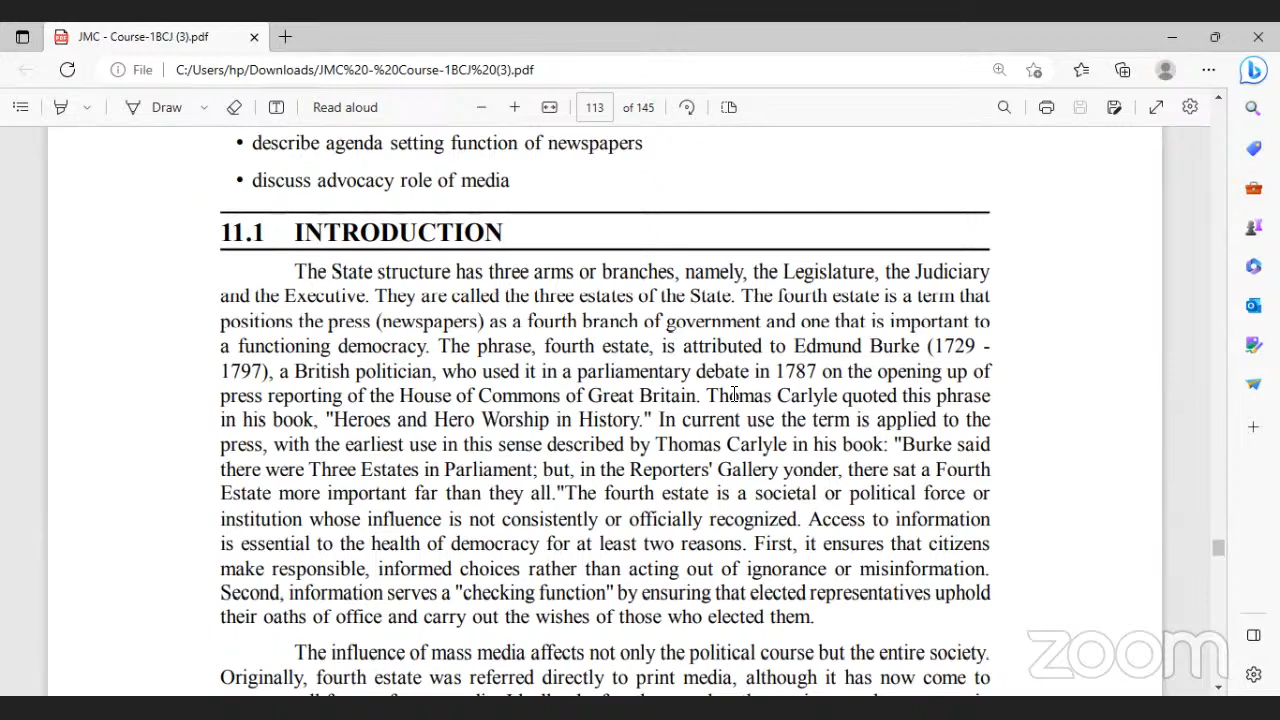 JMC - Course-1BCJ (3).pdf
File
C:/Users/hp/Downloads/JMC%20-%20Course-1BCJ%20(3).pdf
Draw
Read aloud
113 of 145
• describe agenda setting function of newspapers
• discuss advocacy role of media
11.1 INTRODUCTION
The State structure has three arms or branches, namely, the Legislature, the Judiciary
and the Executive. They are called the three estates of the State. The fourth estate is a term that
positions the press (newspapers) as a fourth branch of government and one that is important to
a functioning democracy. The phrase, fourth estate, is attributed to Edmund Burke (1729 -
1797), a British politician, who used it in a parliamentary debate in 1787 on the opening up of
press reporting of the House of Commons of Great Britain. Thomas Carlyle quoted this phrase
in his book, "Heroes and Hero Worship in History." In current use the term is applied to the
press, with the earliest use in this sense described by Thomas Carlyle in his book: "Burke said
there were Three Estates in Parliament; but, in the Reporters' Gallery yonder, there sat a Fourth
Estate more important far than they all."The fourth estate is a societal or political force or
institution whose influence is not consistently or officially recognized. Access to information
is essential to the health of democracy for at least two reasons. First, it ensures that citizens
make responsible, informed choices rather than acting out of ignorance or misinformation.
Second, information serves a "checking function" by ensuring that elected representatives uphold
their oaths of office and carry out the wishes of those who elected them.
The influence of mass media affects not only the political course but the entire society.
Originally, fourth estate was referred directly to print media, although it has now come to
zoom